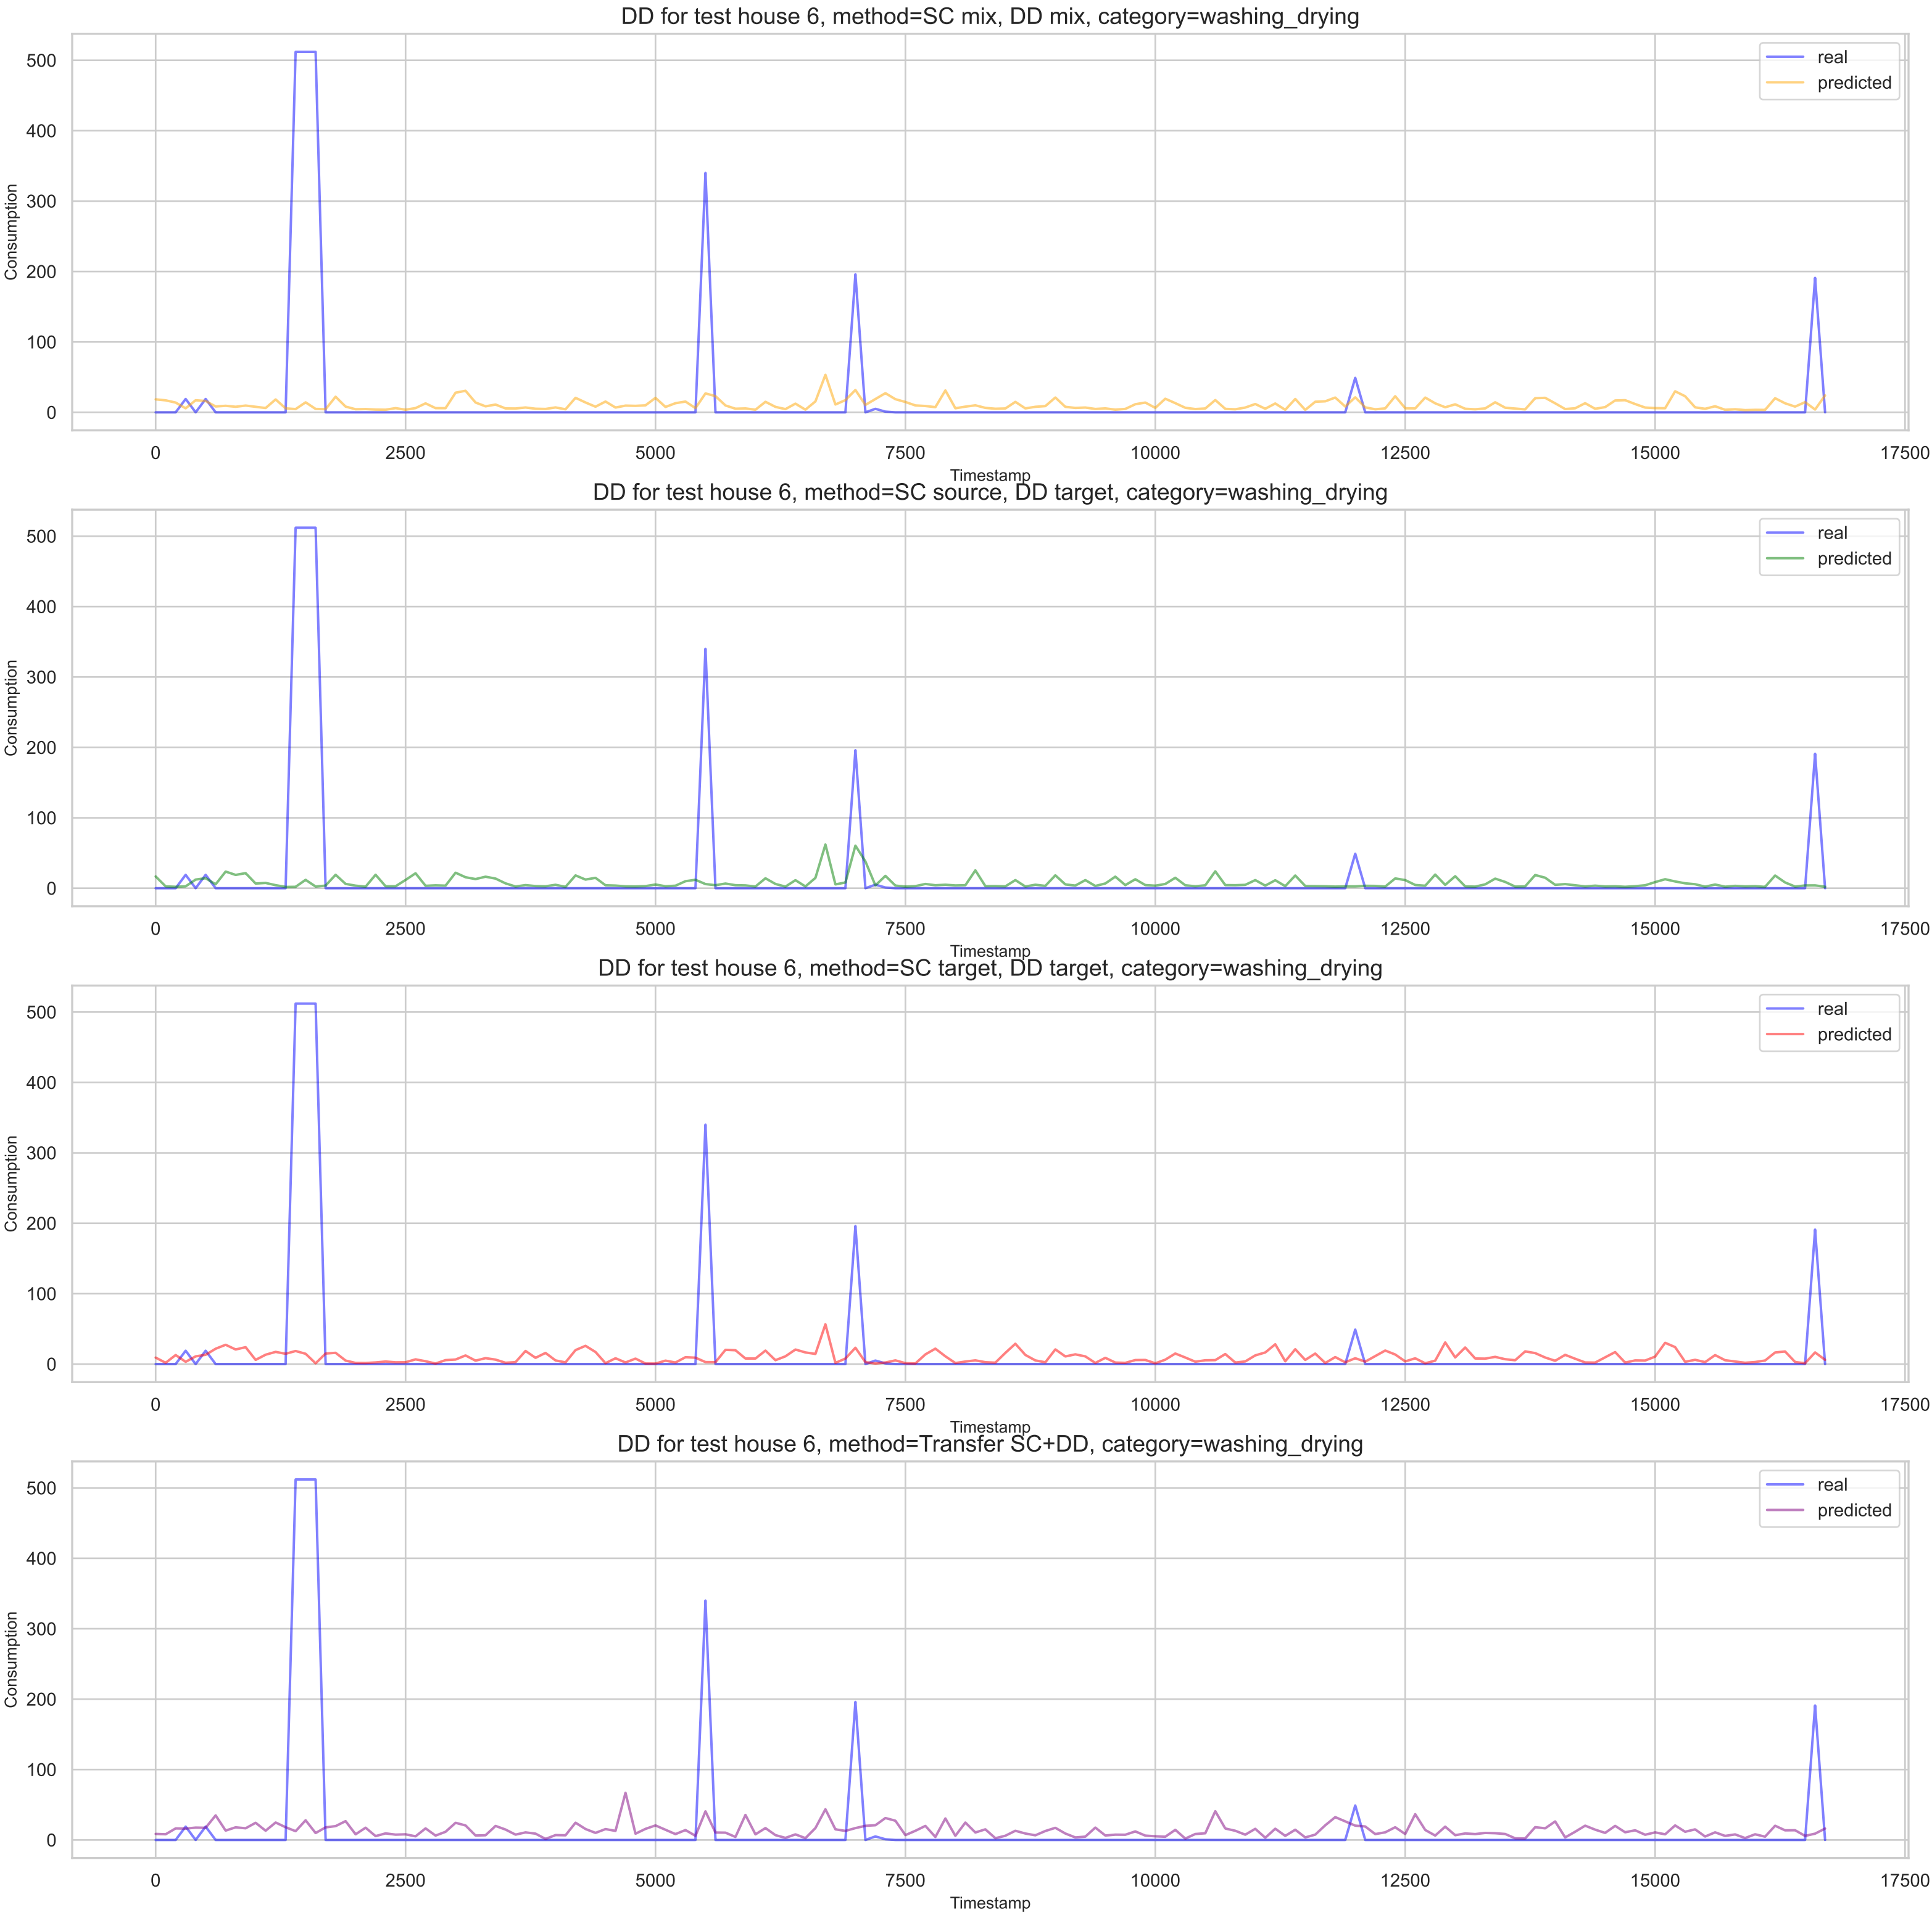 DD for test house 6, method=SC mix, DD mix, category=washing_drying
real
predicted
500
400
300
200
100
0
Consumption
0 2500 5000 7500 10000 12500 15000 17500
Timestamp
DD for test house 6, method=SC source, DD target, category=washing_drying
real
predicted
500
400
300
200
100
0
Consumption
0 2500 5000 7500 10000 12500 15000 17500
Timestamp
DD for test house 6, method=SC target, DD target, category=washing_drying
real
predicted
500
400
300
200
100
0
Consumption
0 2500 5000 7500 10000 12500 15000 17500
Timestamp
DD for test house 6, method=Transfer SC+DD, category=washing_drying
real
predicted
500
400
300
200
100
0
Consumption
0 2500 5000 7500 10000 12500 15000 17500
Timestamp